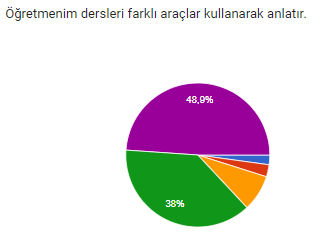 Öğretmenim dersleri farklı araçlar kullanarak anlatır.
48,9%
38%